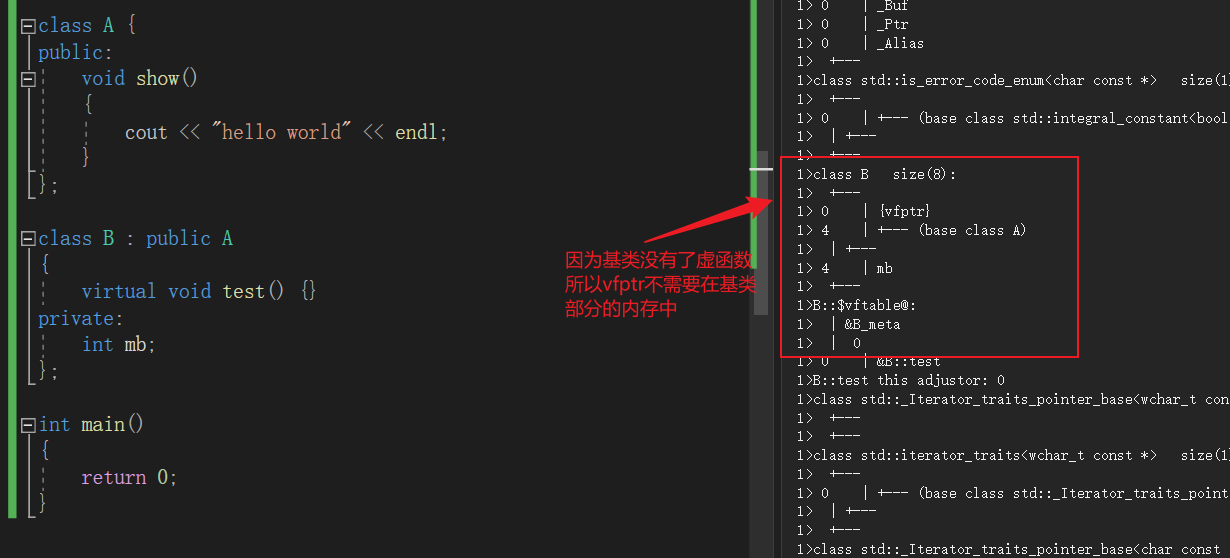 class A {
public:
void show()
{
cout << "hello world" << endl;
}
};
class B : public A
{
virtual void test() {}
private:
int mb;
};
int main()
{
return 0;
}
因为基类没有了虚函数
所以vfptr不需要在基类
部分的内存中
1> 0 | _Buf
1> 0 | _Ptr
1> 0 | _Alias
1> +---
1>class std::is_error_code_enum<char const *> size(1)
1> +---
1> 0 | +--- (base class std::integral_constant<bool
1> | +---
1> +---
1>class B size(8):
1> +---
1> 0 | {vfptr}
1> 4 | +--- (base class A)
1> | +---
1> 4 | mb
1> +---
1>B::$vftable@:
1> | &B_meta
1> | 0
1> 0 | &B::test
1>B::test this adjustor: 0
1>class std::_Iterator_traits_pointer_base<wchar_t con
1> +---
1> +---
1>class std::iterator_traits<wchar_t const *> size(1)
1> +---
1> 0 | +--- (base class std::_Iterator_traits_point
1> | +---
1> +---
1>class std::_Iterator_traits_pointer_base<char const